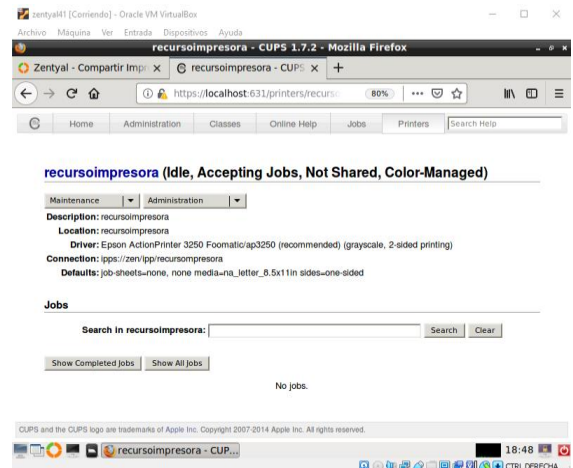 zentyal41 [Corriendo] - Oracle VM VirtualBox
Archivo Máquina Ver Entrada Dispositivos Ayuda
recursoimpresora - CUPS 1.7.2 - Mozilla Firefox
Zentyal - Compartir Impr recursoimpresora - CUPS
https://localhost:631/printers/recurso 80%
Home Administration Classes Online Help Jobs Printers Search Help
recursoimpresora (Idle, Accepting Jobs, Not Shared, Color-Managed)
Maintenance Administration
Description: recursoimpresora
Location: recursoimpresora
Driver: Epson ActionPrinter 3250 Foomatic/ap3250 (recommended) (grayscale, 2-sided printing)
Connection: ipps://zen/ipp/recursompresora
Defaults: job-sheets=none, none media=na_letter_8.5x11in sides=one-sided
Jobs
Search in recursoimpresora: Search Clear
Show Completed Jobs Show All Jobs
No jobs.
CUPS and the CUPS logo are trademarks of Apple Inc. Copyright 2007-2014 Apple Inc. All rights reserved.
recursoimpresora - CUP... 18:48
CTRL DERECHA